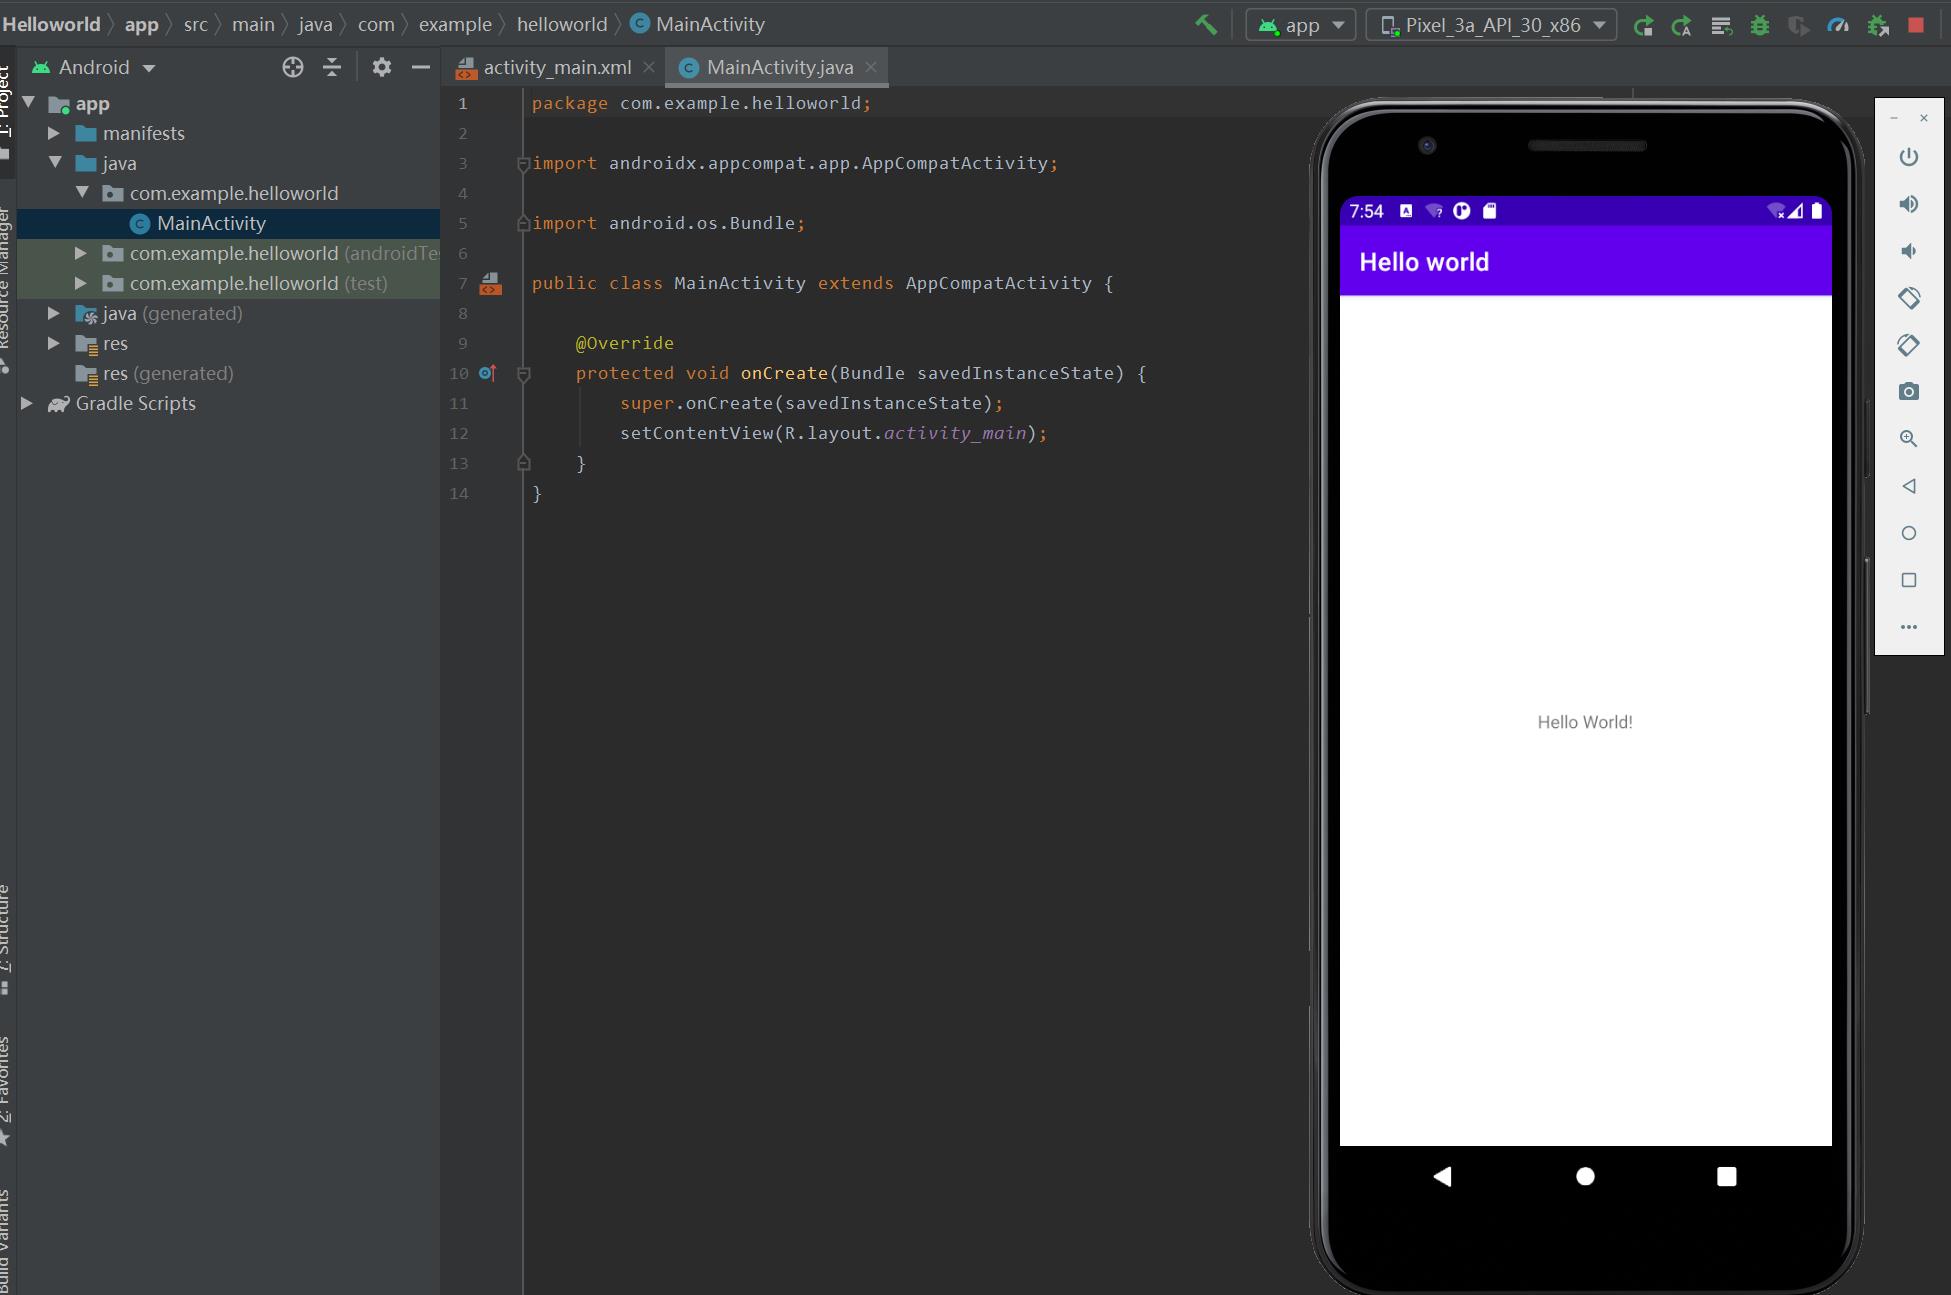 Helloworld app src main java com example helloworld MainActivity app Pixel_3a_API_30_x86
Android
activity_main.xml MainActivity.java
1: Project
Resource Manager
7: Structure
2: Favorites
Build Variants
app
manifests
java
com.example.helloworld
MainActivity
com.example.helloworld (androidTe
com.example.helloworld (test)
java (generated)
res
res (generated)
Gradle Scripts
1 package com.example.helloworld;
2
3 import androidx.appcompat.app.AppCompatActivity;
4
5 import android.os.Bundle;
6
7 public class MainActivity extends AppCompatActivity {
8
9 @Override
10 protected void onCreate(Bundle savedInstanceState) {
11 super.onCreate(savedInstanceState);
12 setContentView(R.layout.activity_main);
13 }
14 }
7:54
Hello world
Hello World!